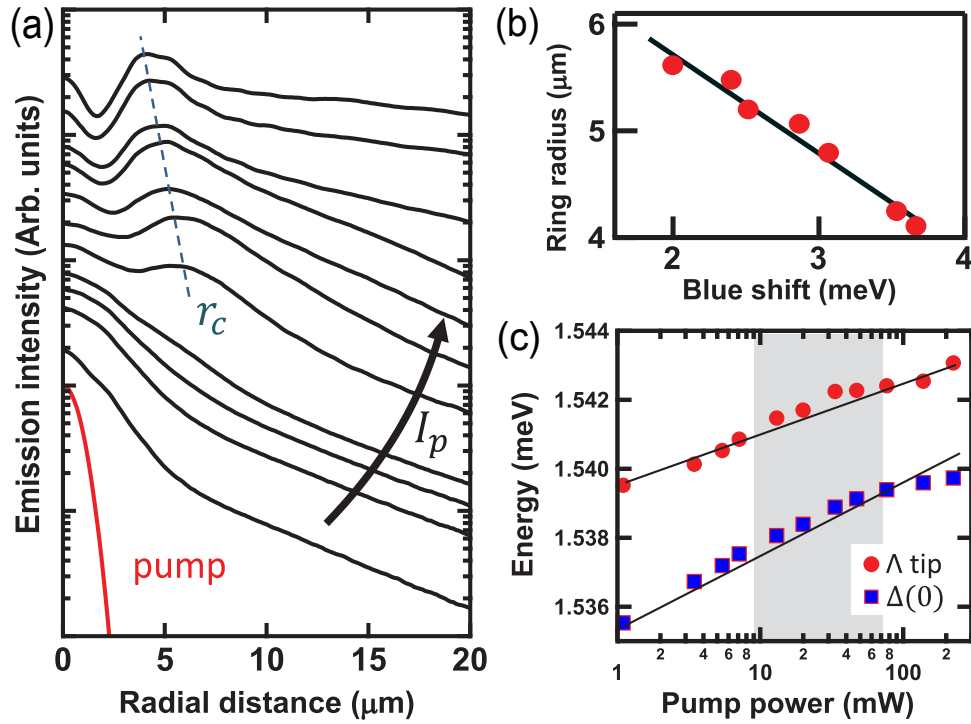 (a)
Emission intensity (Arb. units)
r_c
I_p
pump
0 5 10 15 20
Radial distance (μm)
(b)
Ring radius (μm)
6
5
4
2 3 4
Blue shift (meV)
(c)
Energy (meV)
1.544
1.542
1.540
1.538
1.536
Λ tip
Δ(0)
1 2 4 6 8 10 2 4 6 8 100 2
Pump power (mW)